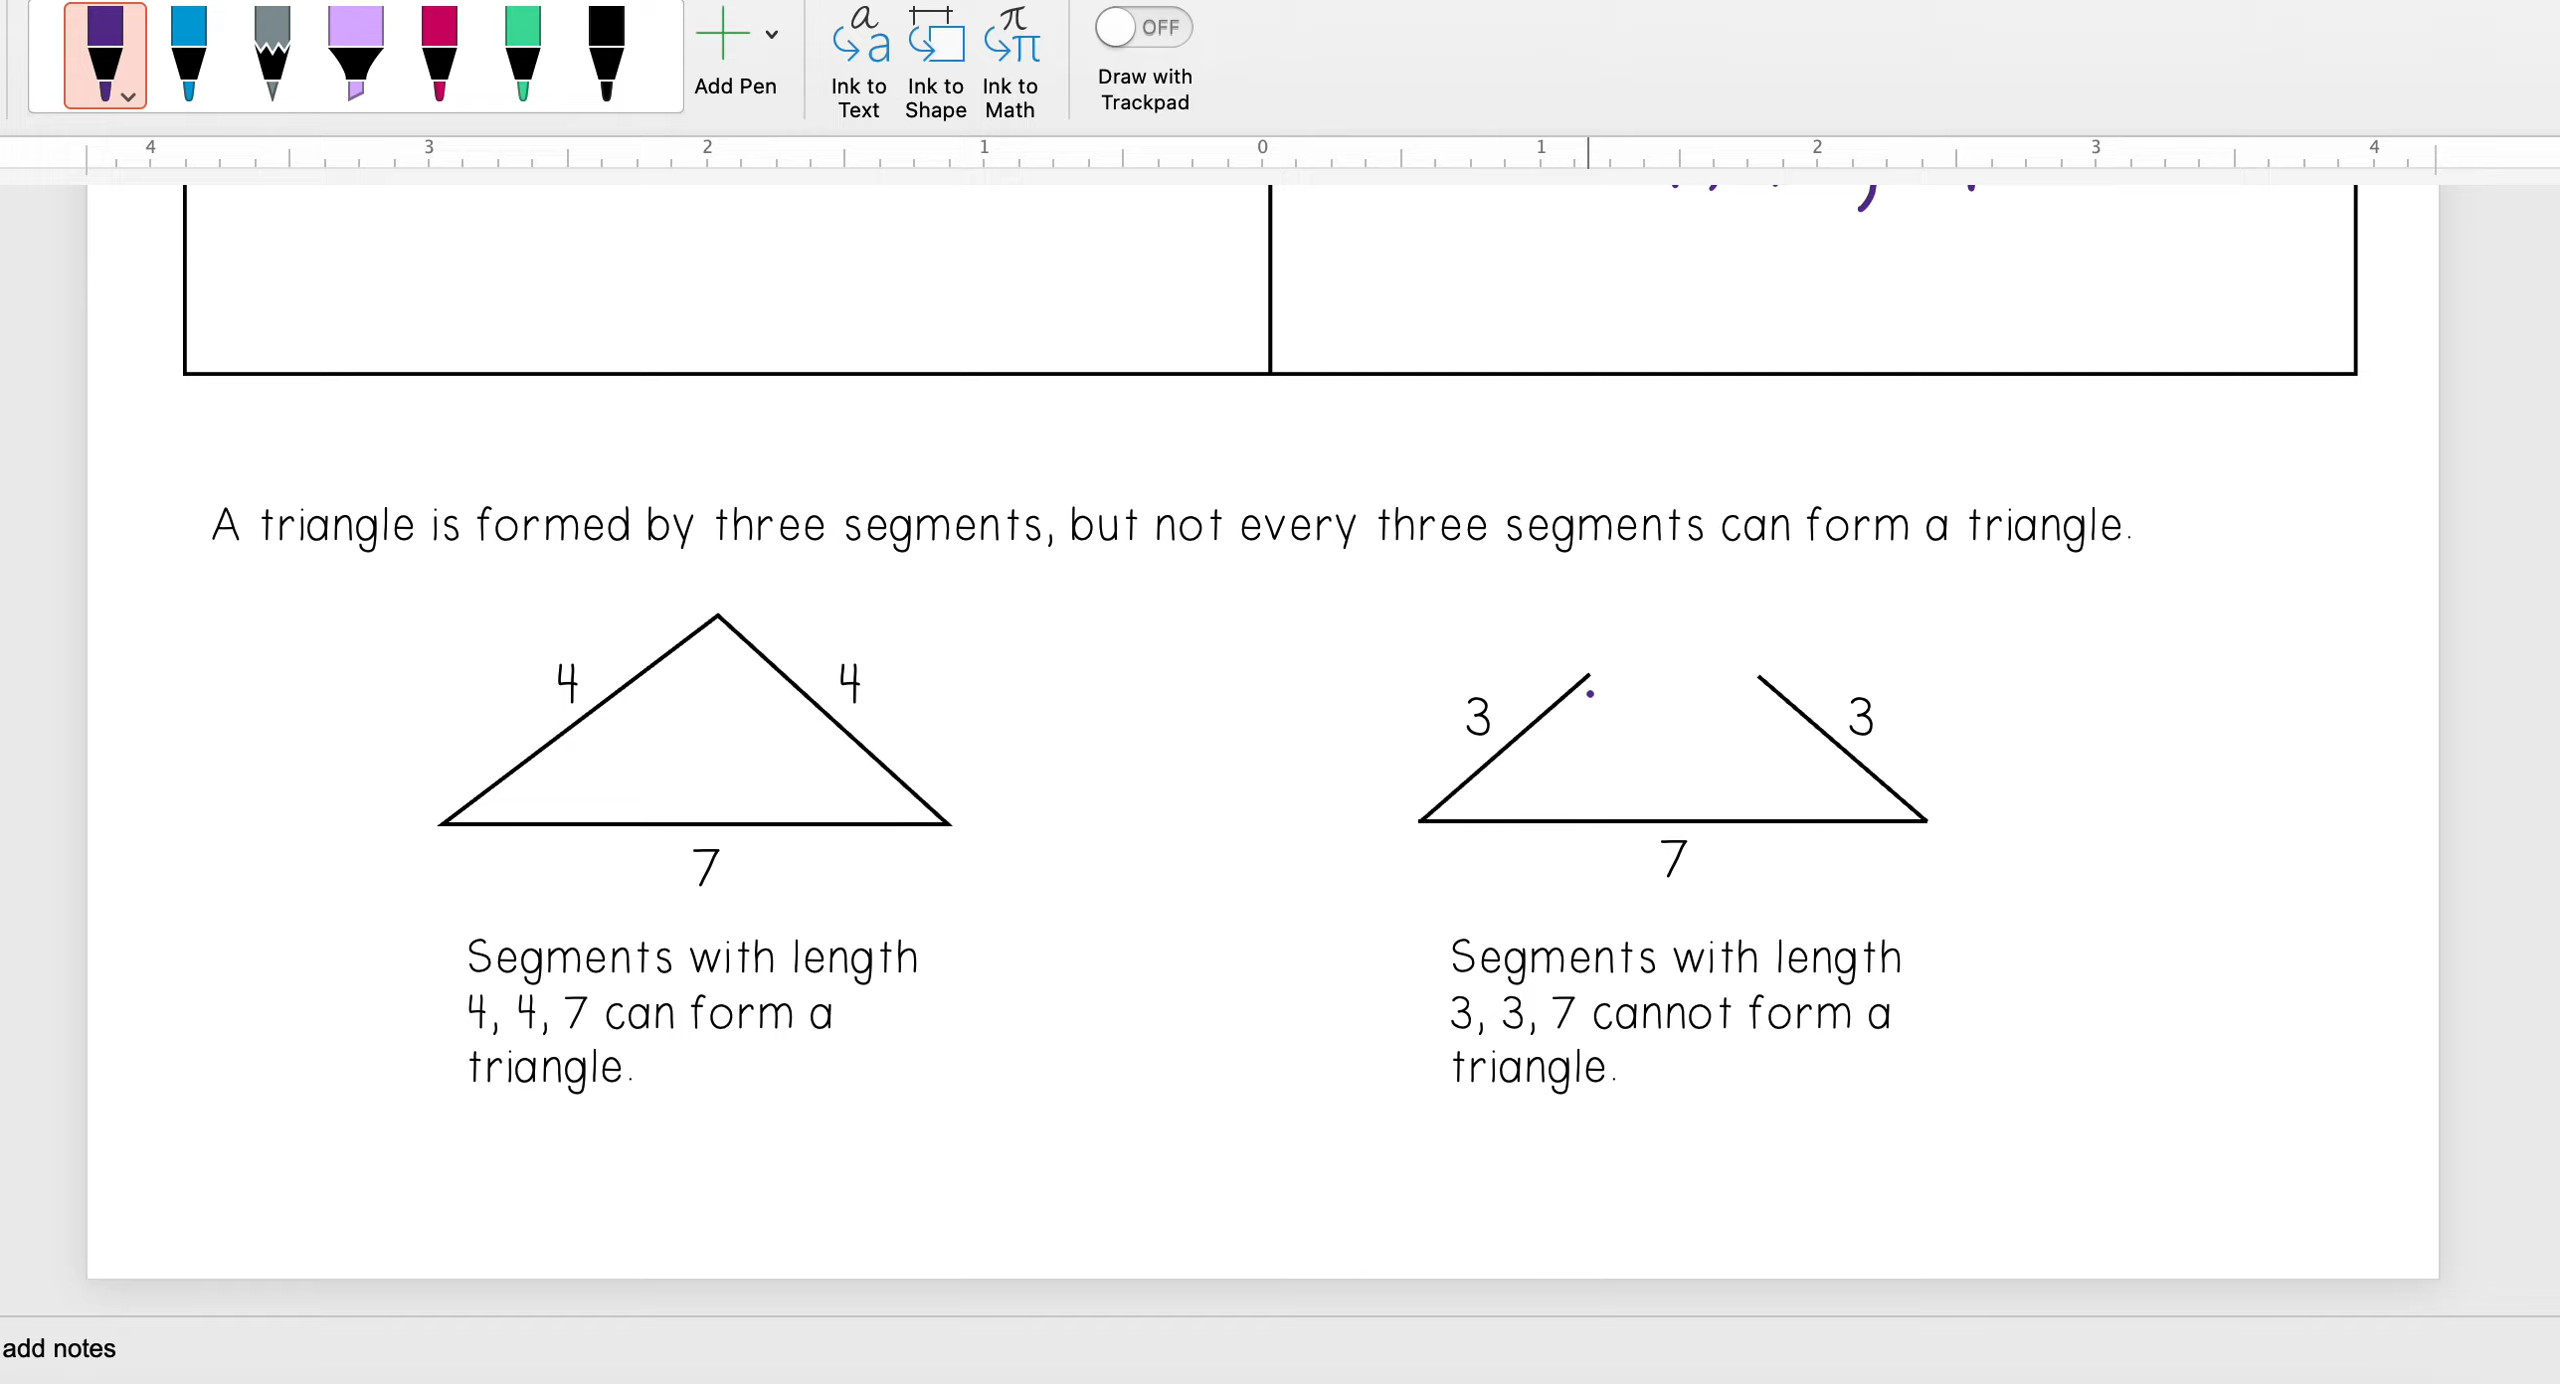 Add Pen
Ink to Text
Ink to Shape
Ink to Math
OFF
Draw with Trackpad
4 3 2 1 0 1 2 3 4
A triangle is formed by three segments, but not every three segments can form a triangle.
4 4
7
3 3
7
Segments with length
4, 4, 7 can form a
triangle.
Segments with length
3, 3, 7 cannot form a
triangle.
add notes